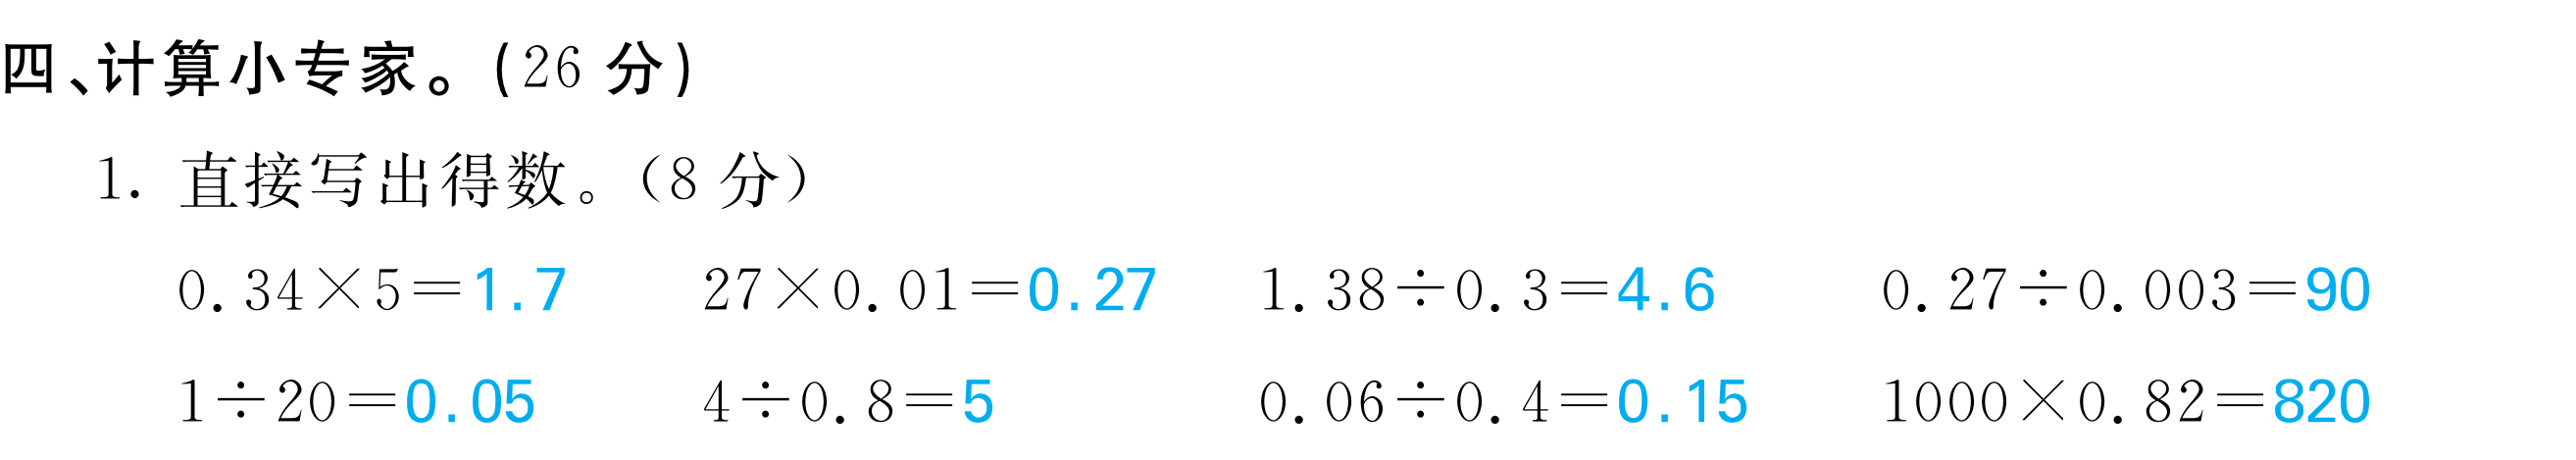 四、计算小专家。(26 分)
1. 直接写出得数。(8 分)
0.34×5=1.7 27×0.01=0.27 1.38÷0.3=4.6 0.27÷0.003=90
1÷20=0.05 4÷0.8=5 0.06÷0.4=0.15 1000×0.82=820